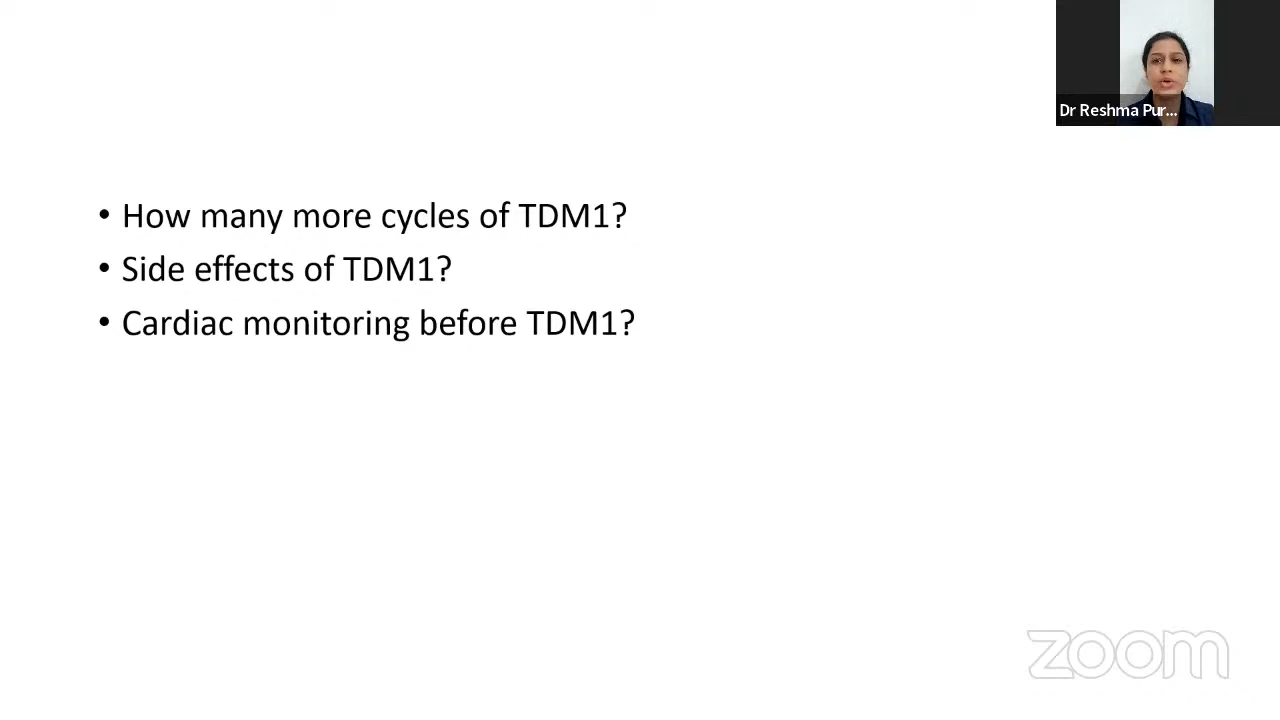 Dr Reshma Pur...
• How many more cycles of TDM1?
• Side effects of TDM1?
• Cardiac monitoring before TDM1?
zoom